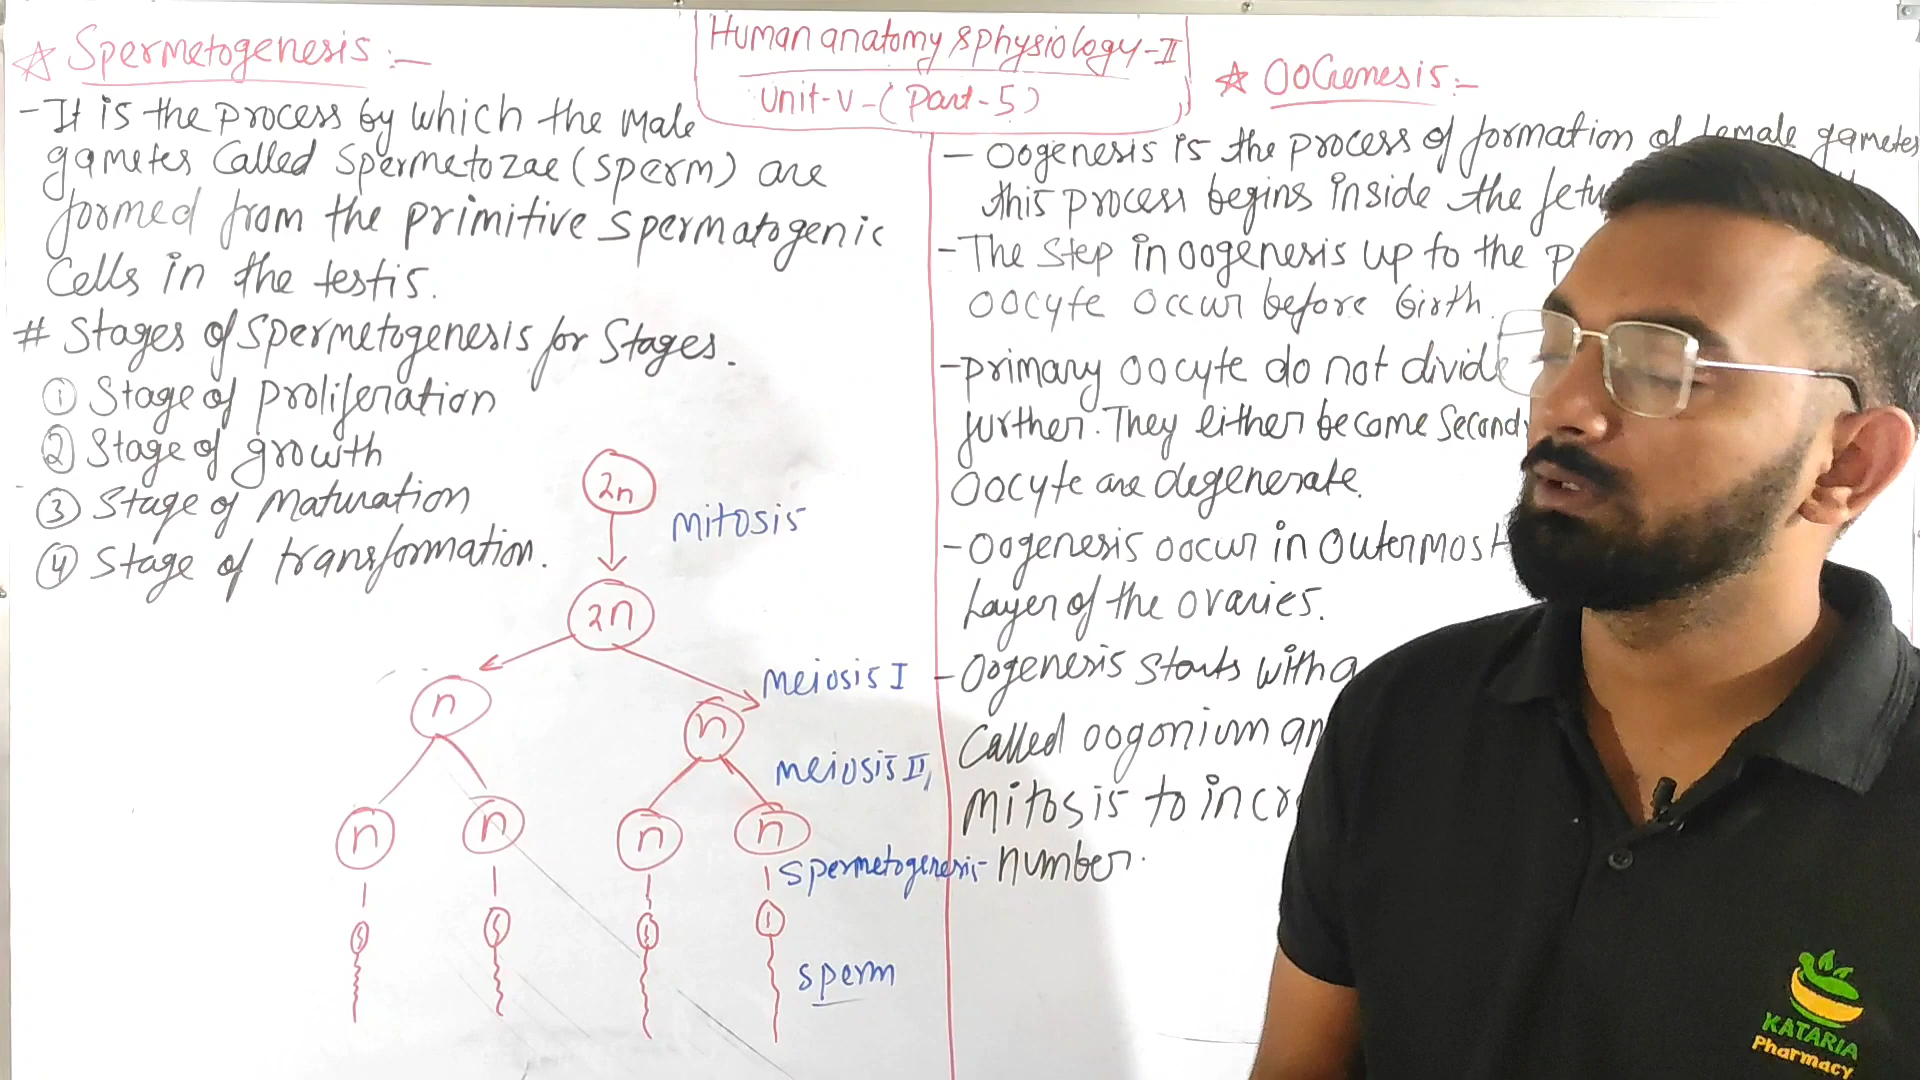 Human anatomy & physiology-II
Unit-V-(Part-5)
☆ Spermetogenesis:-
-It is the process by which the Male
gametes called spermetozae (sperm) are
formed from the primitive spermatogenic
Cells in the testis.
# Stages of spermetogenesis for Stages.
① Stage of proliferation
② Stage of growth
③ Stage of Maturation
④ Stage of transformation.
2n
Mitosis
2n
Meiosis I
n n
Meiosis II
n n n n
Spermetogenesis
sperm
☆ OOGenesis:-
- Oogenesis is the process of formation of female gametes
this process begins inside the
- The step in oogenesis up to the
oocyte occur before birth.
-primary oocyte do not divide
further. They either become
oocyte are degenerate.
-Oogenesis oocur in outermost
Layer of the ovaries.
-Oogenesis starts with a
Called oogonium
Mitosis to
number.
KATARIA
Pharmacy